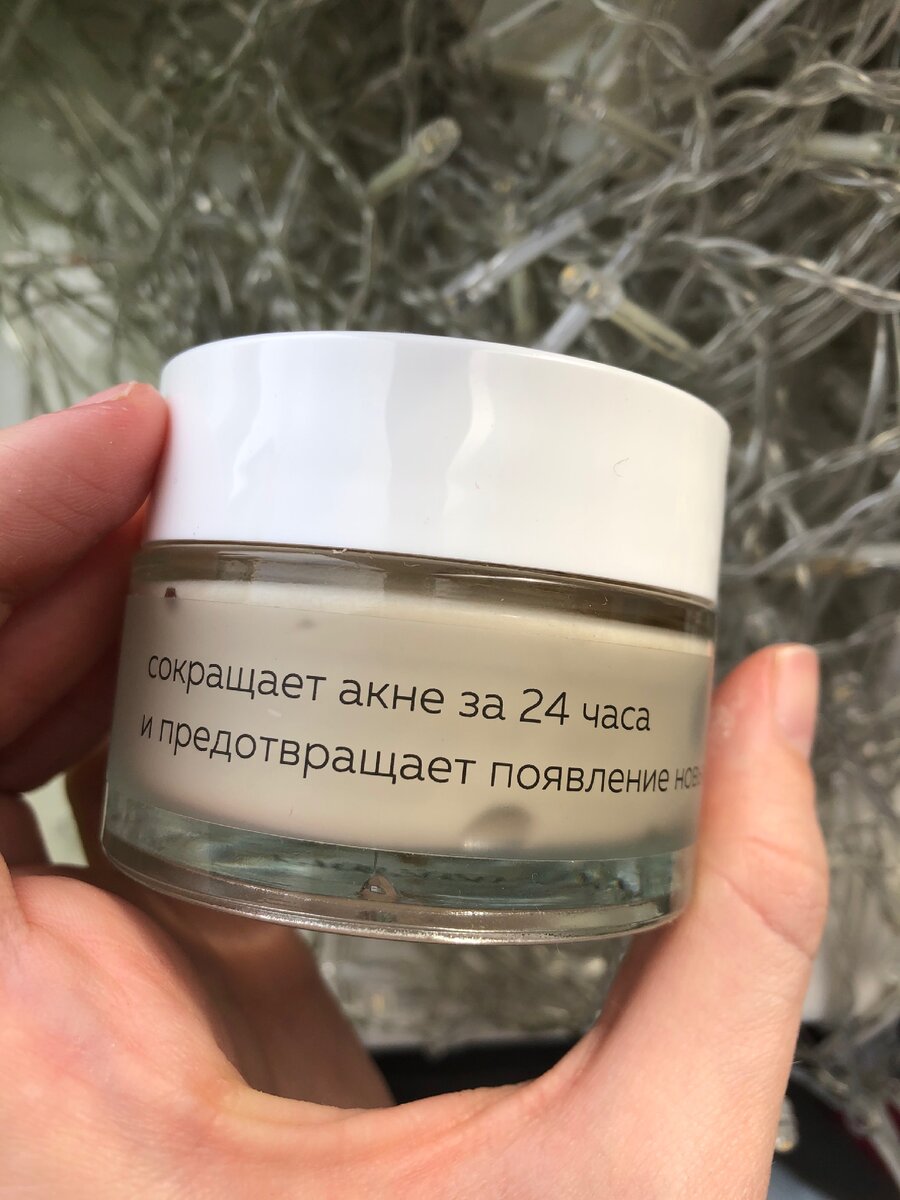 сокращает акне за 24 часа
и предотвращает появление